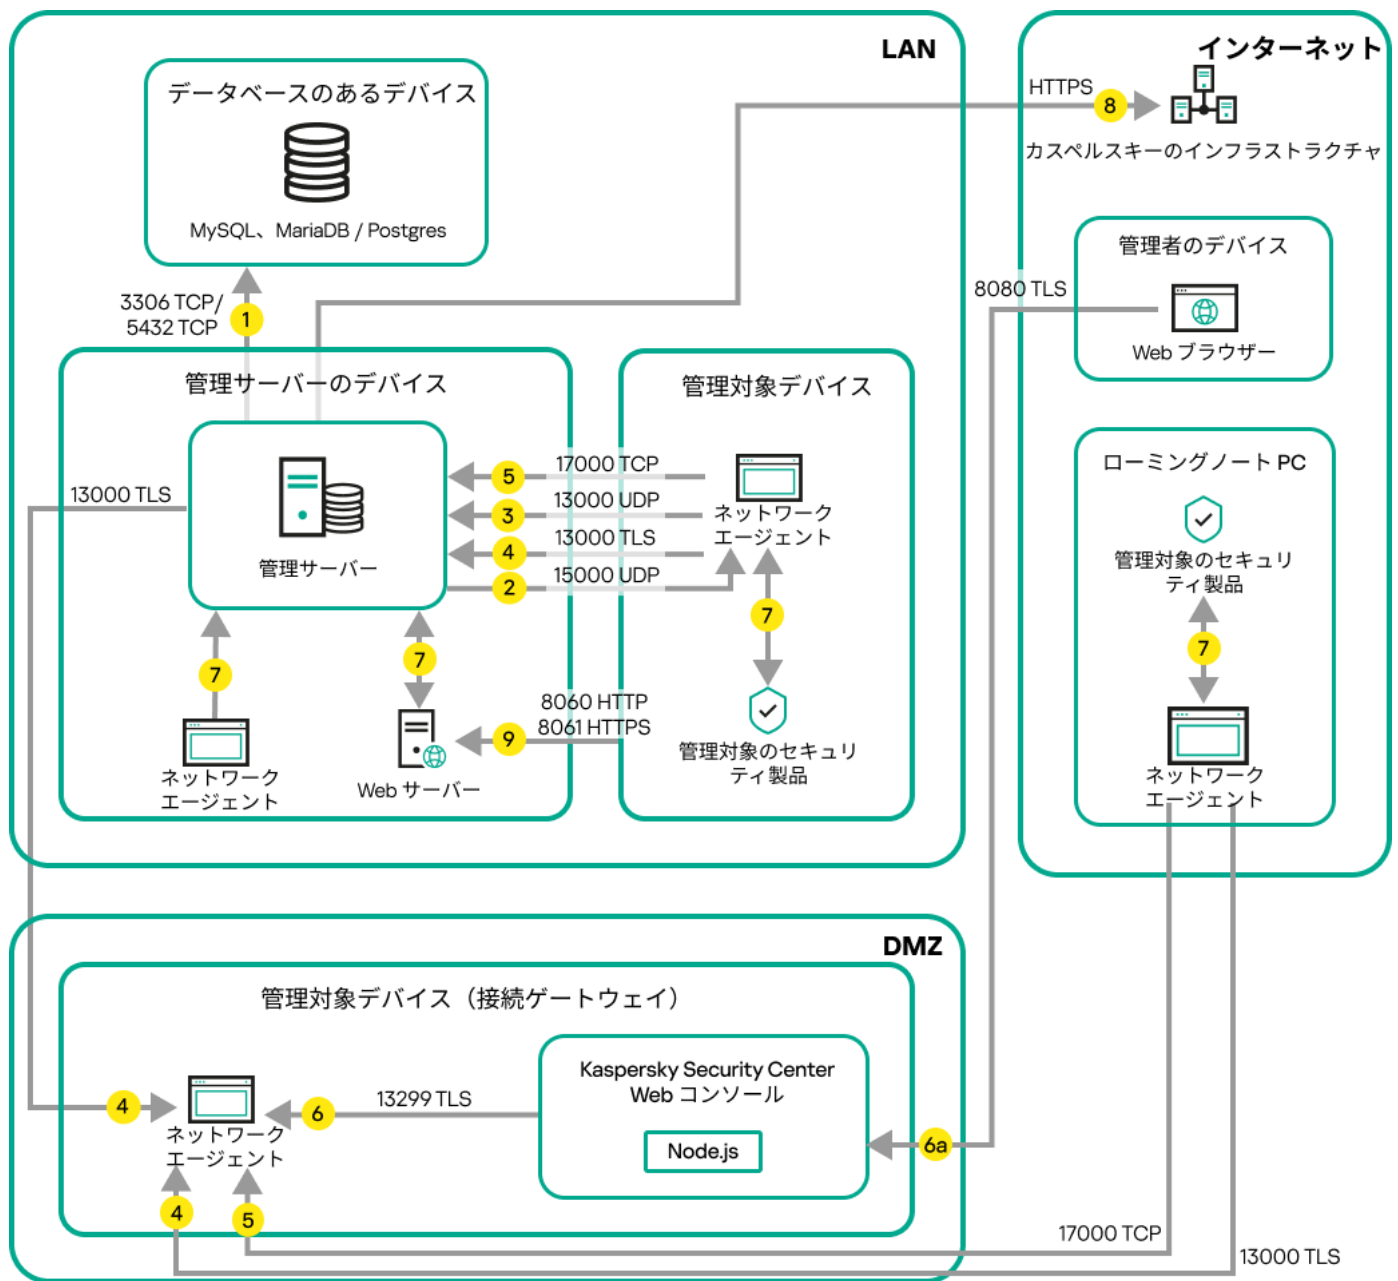 LAN
データベースのあるデバイス
MySQL、MariaDB / Postgres
3306 TCP/
5432 TCP
1
管理サーバーのデバイス
管理サーバー
13000 TLS
7
ネットワーク
エージェント
7
Web サーバー
管理対象デバイス
17000 TCP
5
13000 UDP
3
13000 TLS
4
15000 UDP
2
ネットワーク
エージェント
7
管理対象のセキュリ
ティ製品
8060 HTTP
8061 HTTPS
9
インターネット
HTTPS
8
カスペルスキーのインフラストラクチャ
管理者のデバイス
Web ブラウザー
8080 TLS
ローミングノート PC
管理対象のセキュリ
ティ製品
7
ネットワーク
エージェント
DMZ
管理対象デバイス（接続ゲートウェイ）
Kaspersky Security Center
Web コンソール
Node.js
4
ネットワーク
エージェント
6
13299 TLS
6a
4
5
17000 TCP
13000 TLS